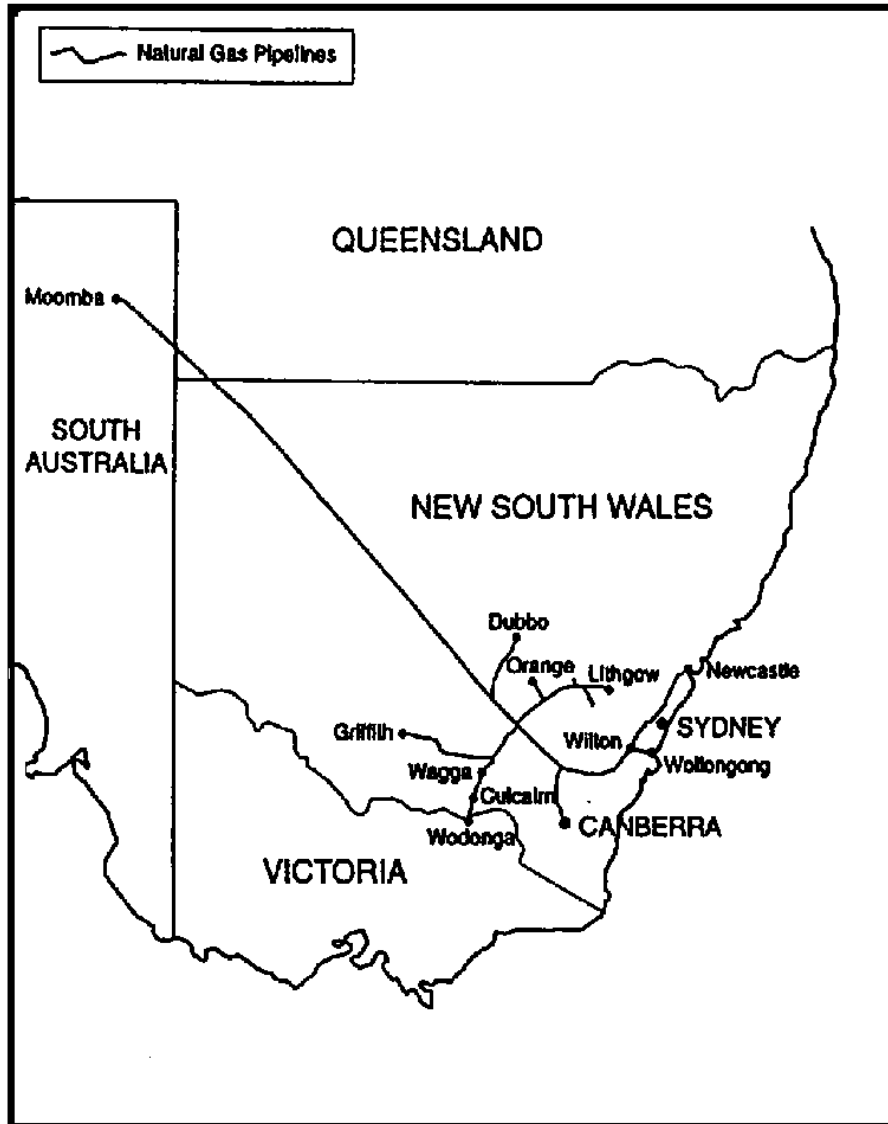 Natural Gas Pipelines
QUEENSLAND
Moomba
SOUTH
AUSTRALIA
NEW SOUTH WALES
Dubbo
Orange
Lithgow
Newcastle
Griffith
SYDNEY
Wilton
Wollongong
Wagga
Culcairn
CANBERRA
Wodonga
VICTORIA